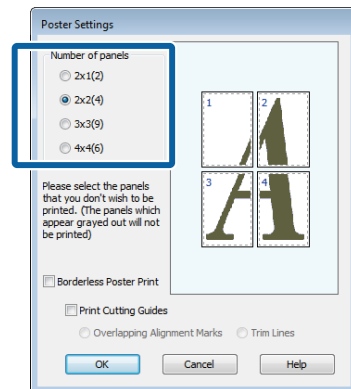 Poster Settings
Number of panels
2x1(2)
2x2(4)
3x3(9)
4x4(6)
1
2
3
4
Please select the panels
that you don't wish to be
printed. (The panels which
appear grayed out will not
be printed)
Borderless Poster Print
Print Cutting Guides
Overlapping Alignment Marks
Trim Lines
OK
Cancel
Help